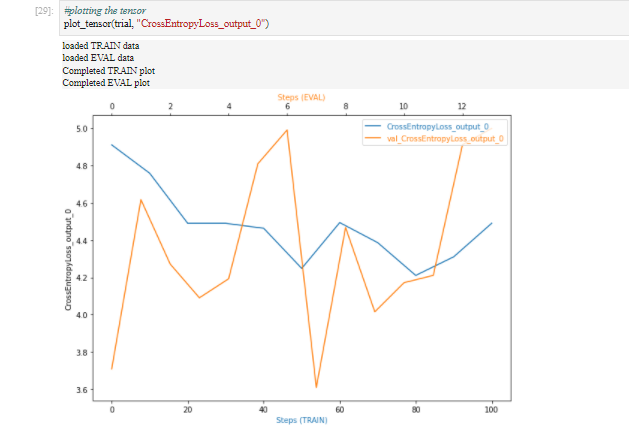 [29]: #plotting the tensor
plot_tensor(trial, "CrossEntropyLoss_output_0")
loaded TRAIN data
loaded EVAL data
Completed TRAIN plot
Completed EVAL plot
Steps (EVAL)
0 2 4 6 8 10 12
CrossEntropyLoss_output_0
val_CrossEntropyLoss_output_0
5.0
4.8
4.6
4.4
4.2
4.0
3.8
3.6
CrossEntropyLoss_output_0
0 20 40 60 80 100
Steps (TRAIN)